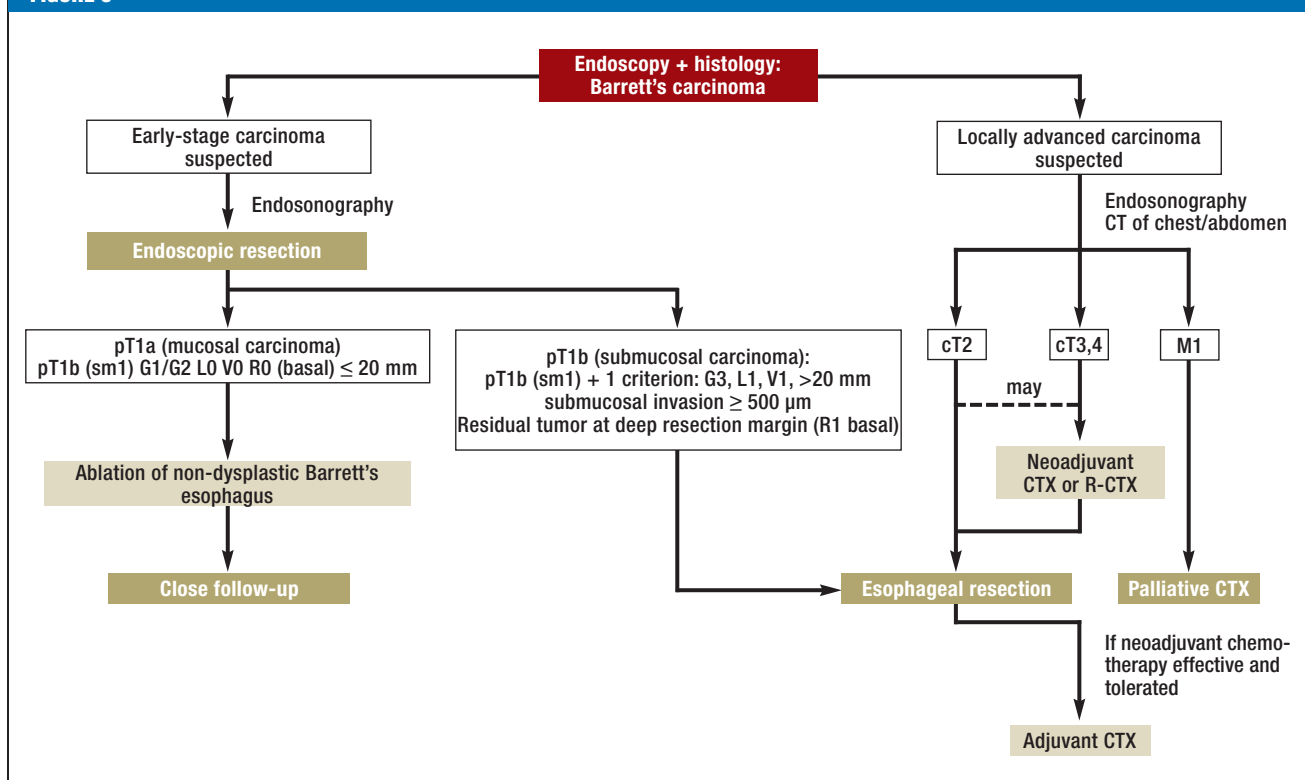 Endoscopy + histology:
Barrett's carcinoma
Early-stage carcinoma
suspected
Locally advanced carcinoma
suspected
Endosonography
Endosonography
CT of chest/abdomen
Endoscopic resection
pT1a (mucosal carcinoma)
pT1b (sm1) G1/G2 L0 V0 R0 (basal) ≤ 20 mm
pT1b (submucosal carcinoma):
pT1b (sm1) + 1 criterion: G3, L1, V1, >20 mm
submucosal invasion ≥ 500 µm
Residual tumor at deep resection margin (R1 basal)
cT2
cT3,4
M1
may
Ablation of non-dysplastic Barrett's
esophagus
Neoadjuvant
CTX or R-CTX
Close follow-up
Esophageal resection
Palliative CTX
If neoadjuvant chemo-
therapy effective and
tolerated
Adjuvant CTX